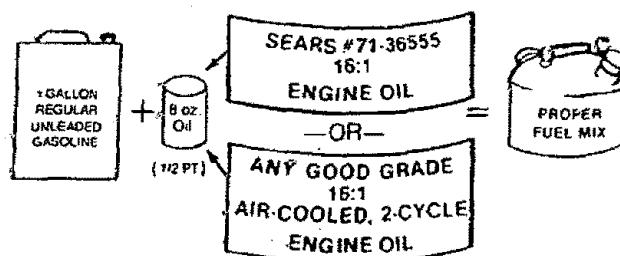 1 GALLON
REGULAR
UNLEADED
GASOLINE
+
8 oz.
Oil
(1/2 PT)
SEARS #71-36555
16:1
ENGINE OIL
—OR—
ANY GOOD GRADE
16:1
AIR-COOLED, 2-CYCLE
ENGINE OIL
=
PROPER
FUEL MIX